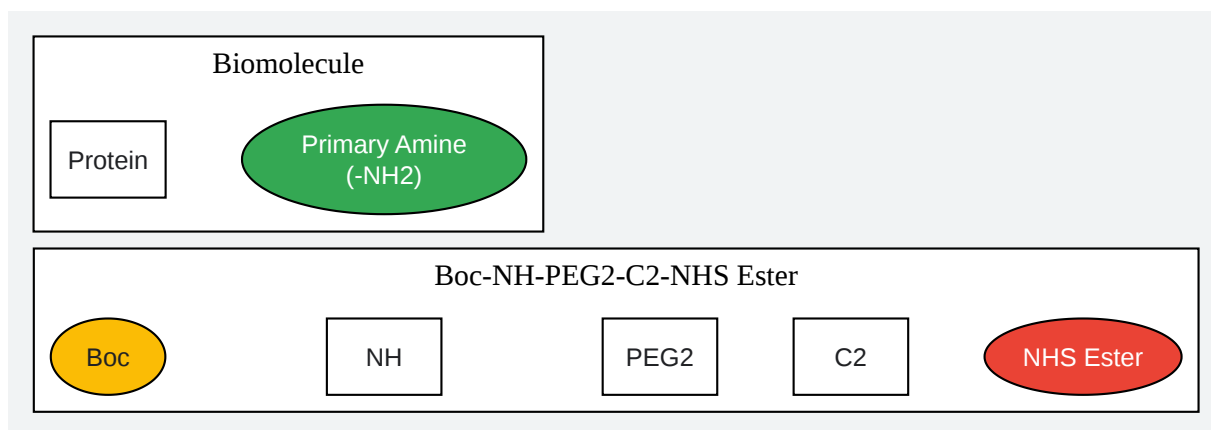 Biomolecule
Protein
Primary Amine
(-NH2)
Boc-NH-PEG2-C2-NHS Ester
Boc
NH
PEG2
C2
NHS Ester